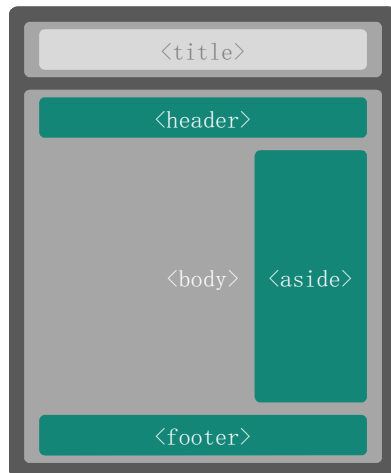 <title>
<header>
<body>
<aside>
<footer>